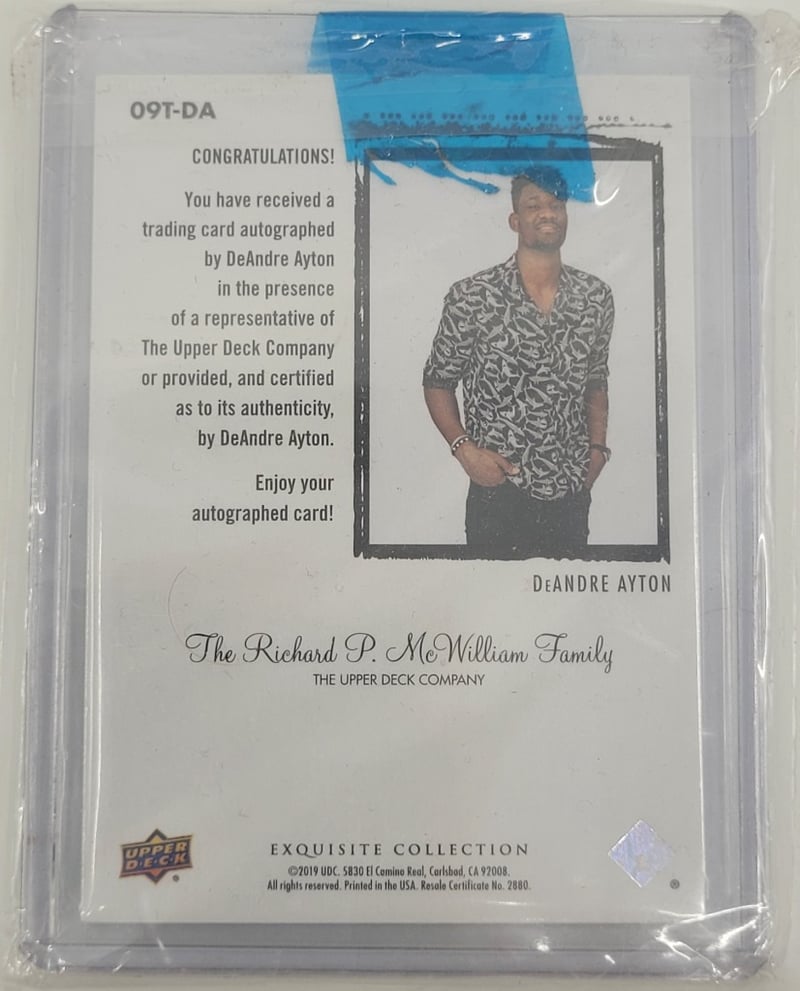 09T-DA
CONGRATULATIONS!
You have received a
trading card autographed
by DeAndre Ayton
in the presence
of a representative of
The Upper Deck Company
or provided, and certified
as to its authenticity,
by DeAndre Ayton.
Enjoy your
autographed card!
DeANDRE AYTON
The Richard P. McWilliam Family
THE UPPER DECK COMPANY
UPPER
D·E·C·K
EXQUISITE COLLECTION
©2019 UDC. 5830 El Camino Real, Carlsbad, CA 92008.
All rights reserved. Printed in the USA. Resale Certificate No. 2880.